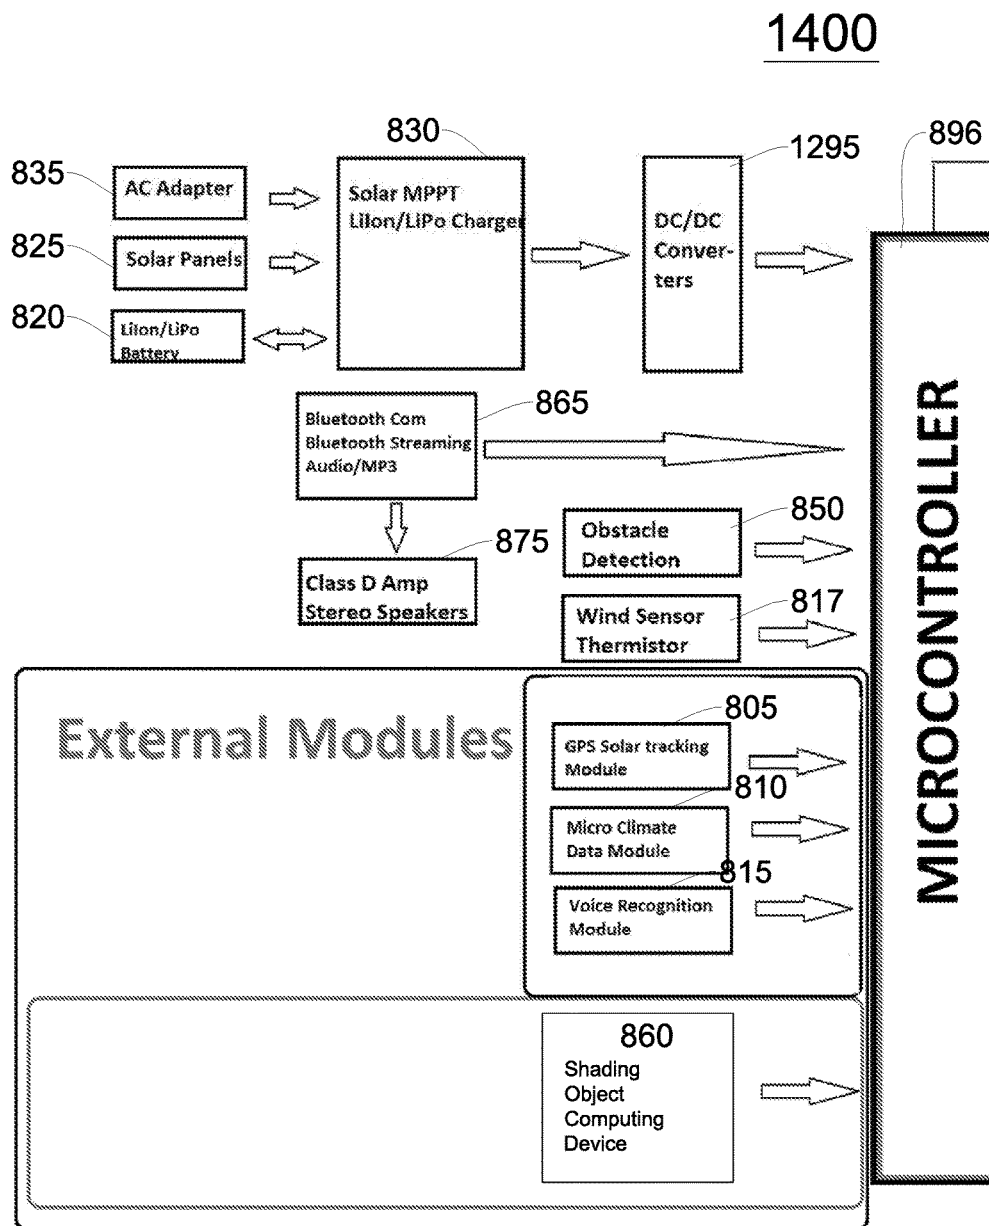 1400
830
1295
896
835
AC Adapter
Solar MPPT
LiIon/LiPo Charger
DC/DC
Conver-
ters
825
Solar Panels
820
LiIon/LiPo
Battery
865
Bluetooth Com
Bluetooth Streaming
Audio/MP3
850
Obstacle
Detection
875
Class D Amp
Stereo Speakers
817
Wind Sensor
Thermistor
MICROCONTROLLER
External Modules
805
GPS Solar tracking
Module
810
Micro Climate
Data Module
815
Voice Recognition
Module
860
Shading
Object
Computing
Device